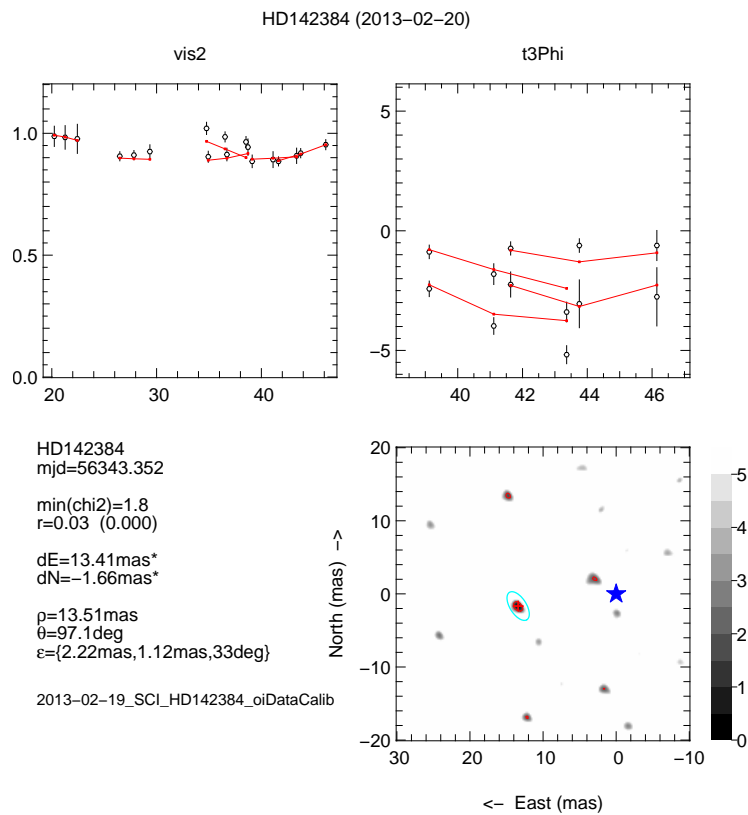 HD142384 (2013−02−20)
vis2
t3Phi
1.0
0.5
0.0
20
30
40
0
−5
5
40
42
44
46
HD142384
mjd=56343.352
min(chi2)=1.8
r=0.03 (0.000)
dE=13.41mas*
dN=−1.66mas*
ρ=13.51mas
θ=97.1deg
ε={2.22mas,1.12mas,33deg}
2013−02−19_SCI_HD142384_oiDataCalib
North (mas) −>
20
10
0
−10
−20
30
20
10
0
−10
<− East (mas)
5
4
3
2
1
0